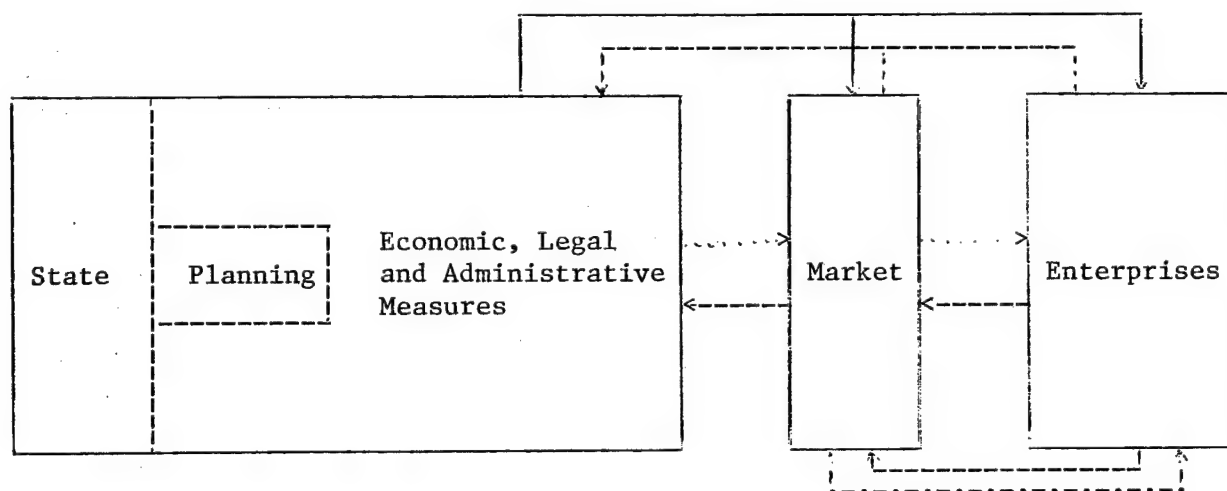 State
Planning
Economic, Legal
and Administrative
Measures
Market
Enterprises